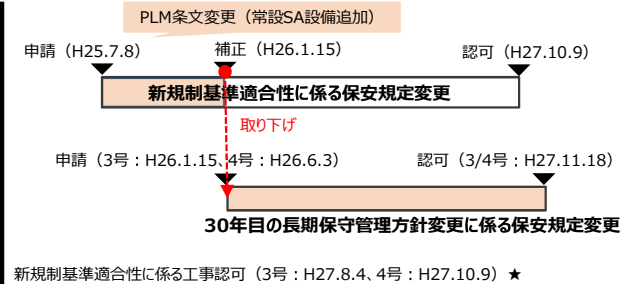 PLM条文変更（常設SA設備追加）
申請（H25.7.8）
補正（H26.1.15）
認可（H27.10.9）
新規制基準適合性に係る保安規定変更
取り下げ
申請（3号：H26.1.15、4号：H26.6.3）
認可（3/4号：H27.11.18）
30年目の長期保守管理方針変更に係る保安規定変更
新規制基準適合性に係る工事認可（3号：H27.8.4、4号：H27.10.9）★